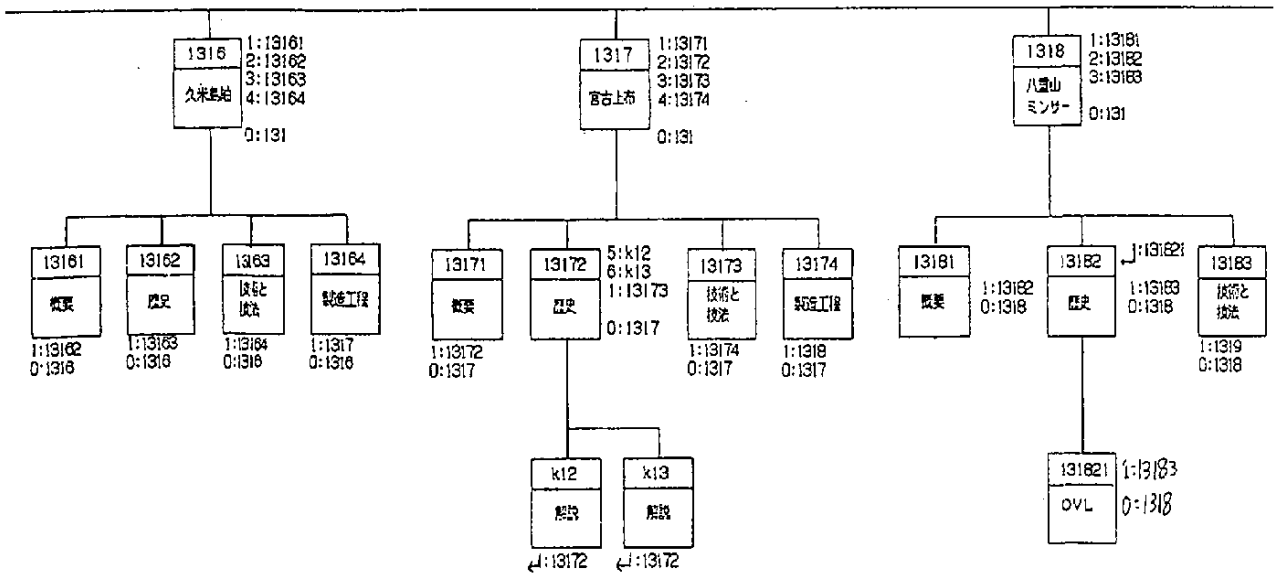 1316
久米島紬
1:13161
2:13162
3:13163
4:13164
0:131
1317
宮古上布
1:13171
2:13172
3:13173
4:13174
0:131
1318
八重山
ミンサー
1:13181
2:13182
3:13183
0:131
13161
概要
1:13162
0:1316
13162
歴史
1:13163
0:1316
13163
技術と
技法
1:13164
0:1316
13164
製造工程
1:1317
0:1316
13171
概要
1:13172
0:1317
13172
歴史
5:k12
6:k13
1:13173
0:1317
13173
技術と
技法
1:13174
0:1317
13174
製造工程
1:1318
0:1317
13181
概要
1:13182
0:1318
13182
歴史
↲:131821
1:13183
0:1318
13183
技術と
技法
1:1319
0:1318
k12
解説
↲:13172
k13
解説
↲:13172
131821
OVL
1:13183
0:1318